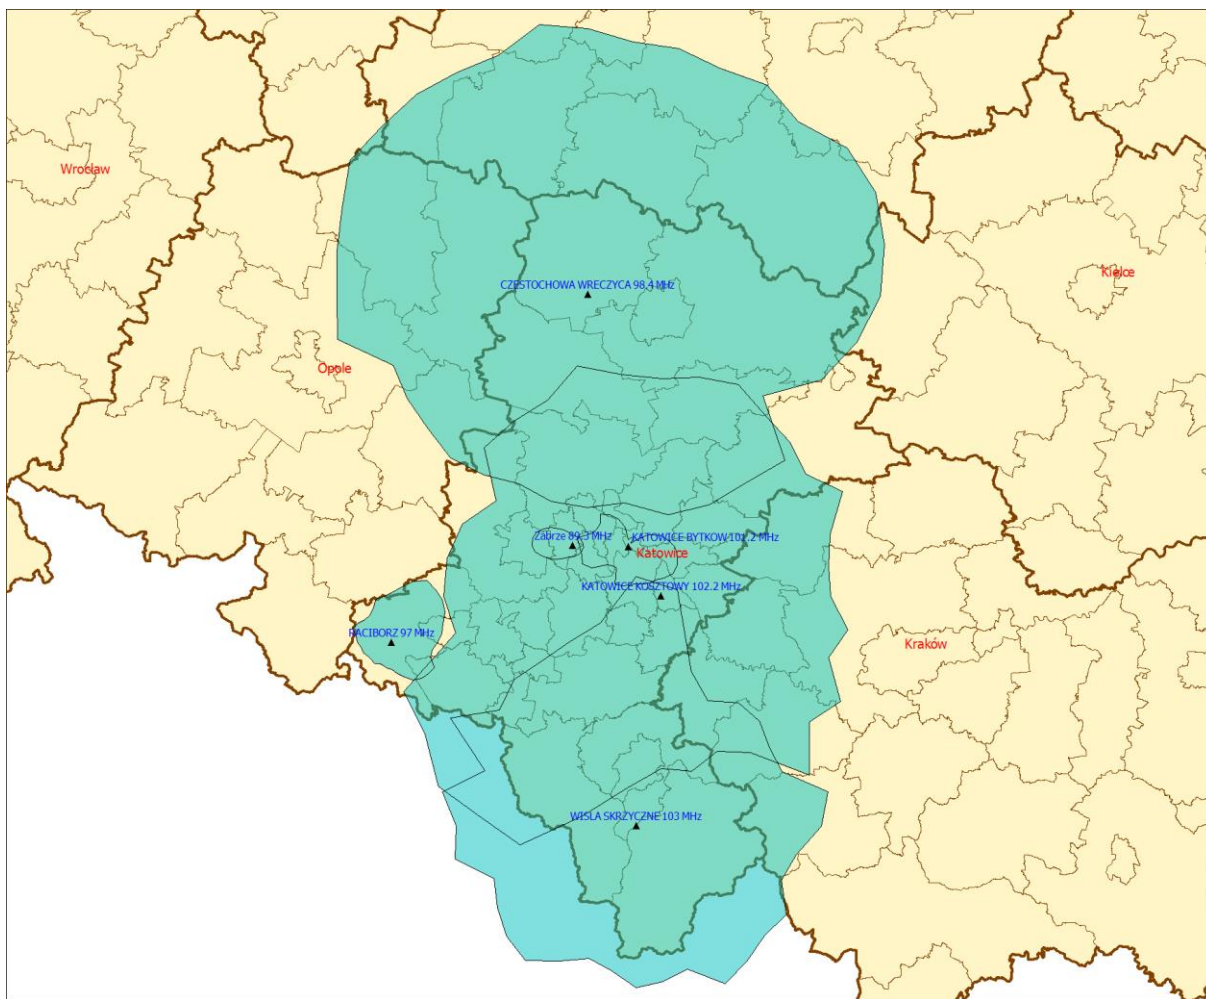 Wrocław
Kielce
CZESTOCHOWA WRECZYCA 98.4 MHz
Opole
Zabrze 89.3 MHz
KATOWICE BYTKOW 101.2 MHz
Katowice
KATOWICE KOSZTOWY 102.2 MHz
RACIBORZ 97 MHz
Kraków
WISLA SKRZYCZNE 103 MHz